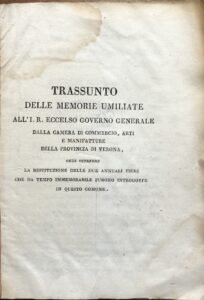 TRASSUNTO
DELLE MEMORIE UMILIATE
ALL'I. R. ECCELSO GOVERNO GENERALE
DALLA CAMERA DI COMMERCIO, ARTI
E MANIFATTURE
DELLA PROVINCIA DI VERONA,
ONDE OTTENERE
LA RESTITUZIONE DELLE DUE ANNUALI FIERE
CHE DA TEMPO IMMEMORABILE FURONO INTRODOTTE
IN QUESTO COMUNE.